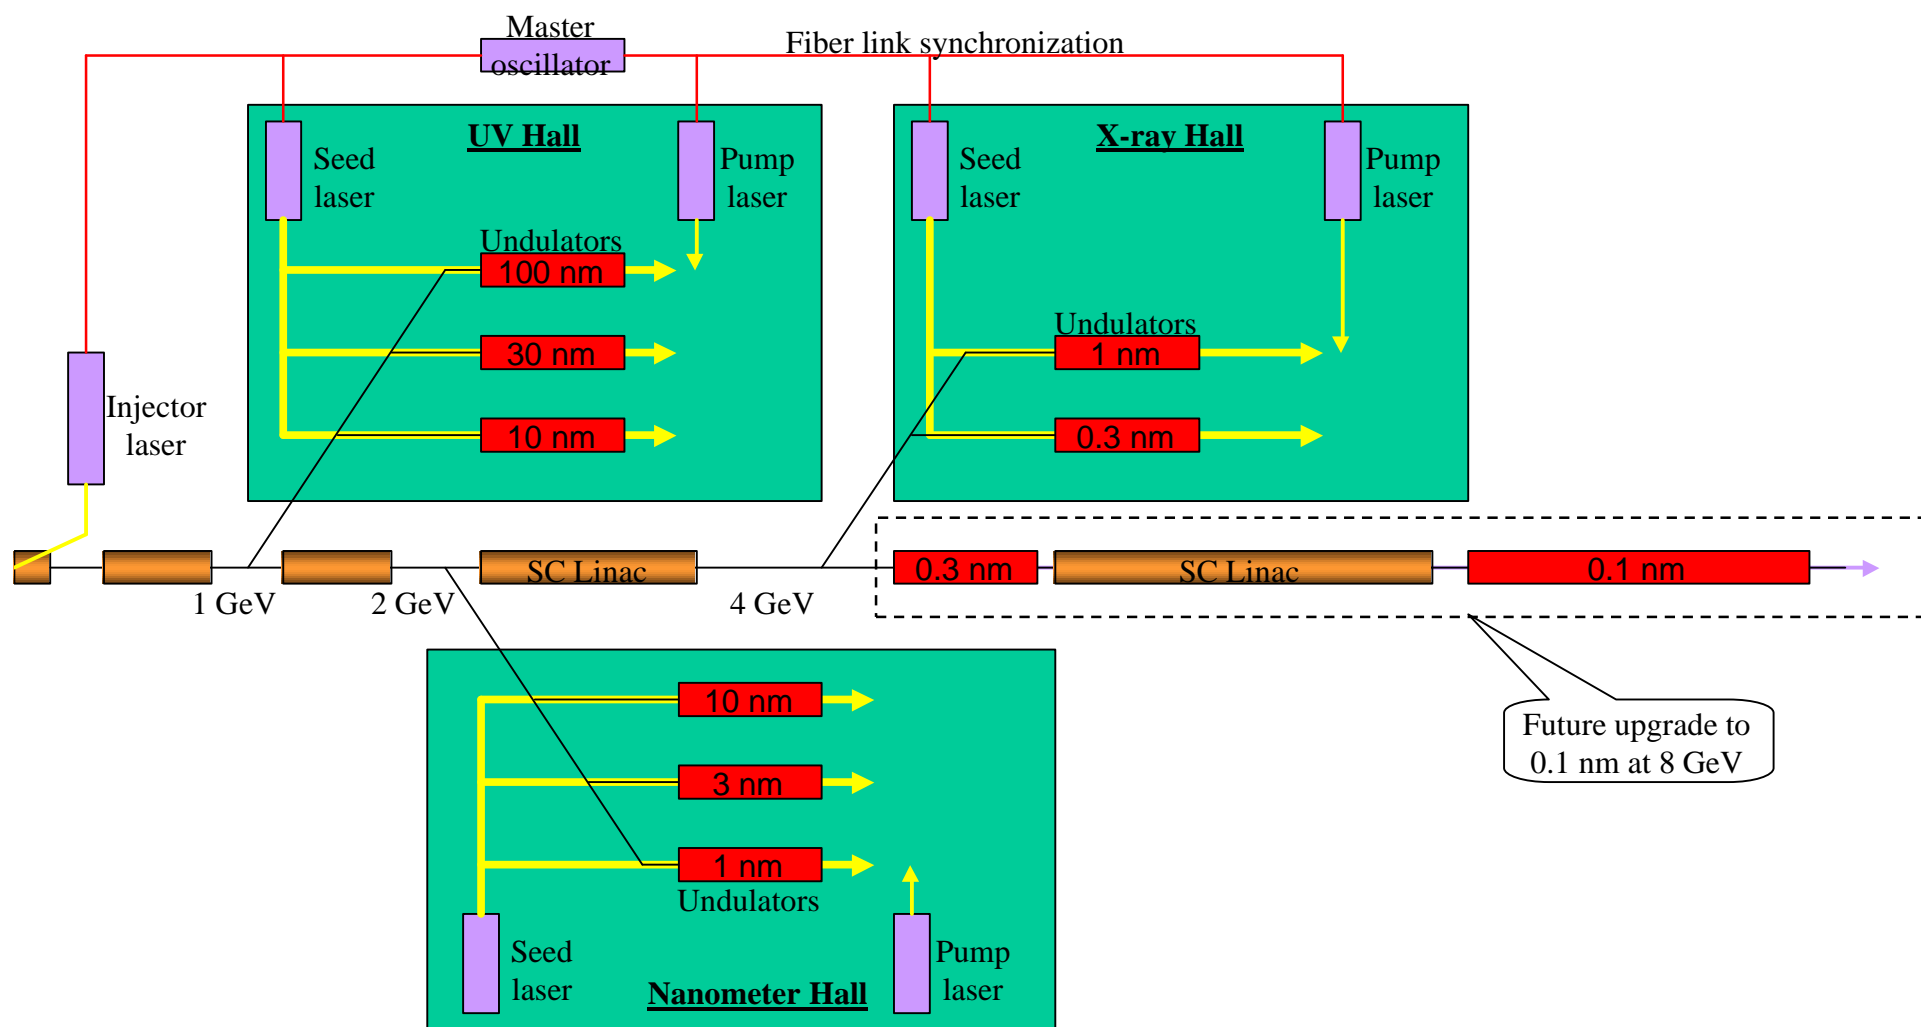 Master
oscillator
Fiber link synchronization
UV Hall
Seed
laser
Pump
laser
Undulators
100 nm
30 nm
10 nm
X-ray Hall
Seed
laser
Pump
laser
Undulators
1 nm
0.3 nm
Injector
laser
SC Linac
0.3 nm
SC Linac
0.1 nm
1 GeV
2 GeV
4 GeV
10 nm
3 nm
1 nm
Undulators
Seed
laser
Pump
laser
Nanometer Hall
Future upgrade to
0.1 nm at 8 GeV